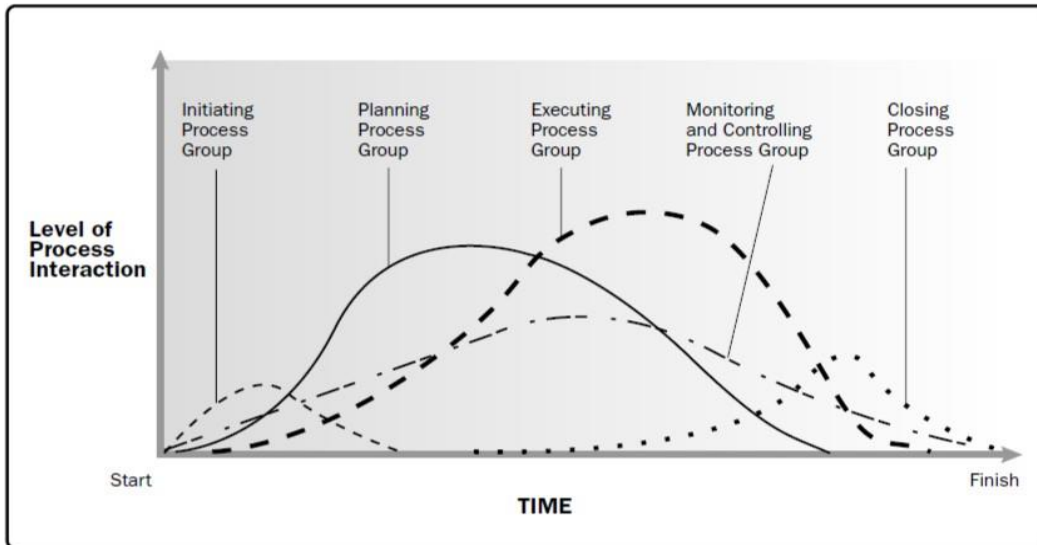 Initiating
Process
Group
Planning
Process
Group
Executing
Process
Group
Monitoring
and Controlling
Process Group
Closing
Process
Group
Level of
Process
Interaction
Start
Finish
TIME